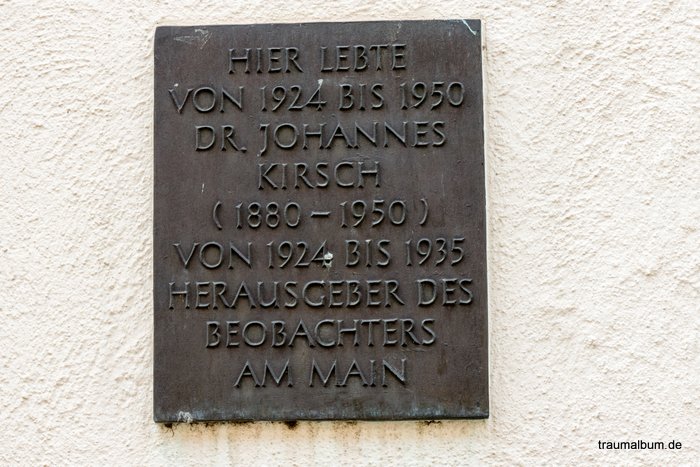 HIER LEBTE
VON 1924 BIS 1950
DR. JOHANNES
KIRSCH
( 1880 – 1950 )
VON 1924 BIS 1935
HERAUSGEBER DES
BEOBACHTERS
AM MAIN
traumalbum.de